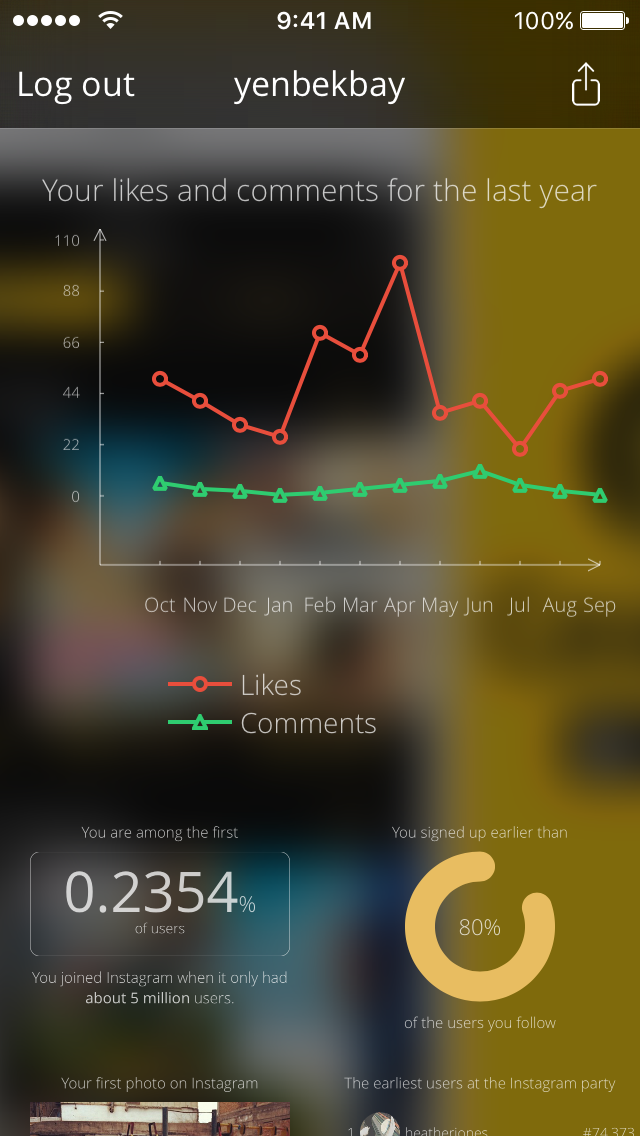 9:41 AM 100%
Log out yenbekbay
Your likes and comments for the last year
110
88
66
44
22
0
Oct Nov Dec Jan Feb Mar Apr May Jun Jul Aug Sep
Likes
Comments
You are among the first
0.2354%
of users
You joined Instagram when it only had
about 5 million users.
You signed up earlier than
80%
of the users you follow
Your first photo on Instagram
The earliest users at the Instagram party
1 heatherjones #74,373